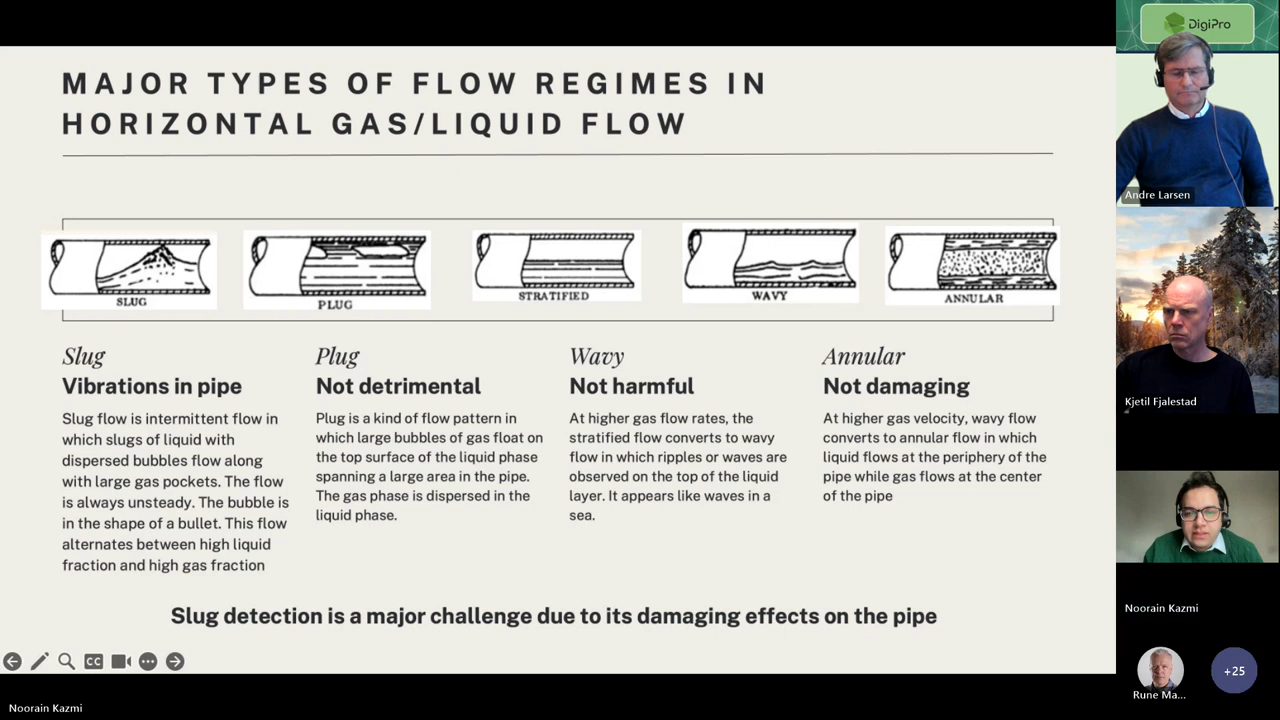 MAJOR TYPES OF FLOW REGIMES IN
HORIZONTAL GAS/LIQUID FLOW
SLUG
PLUG
STRATIFIED
WAVY
ANNULAR
Slug
Vibrations in pipe
Slug flow is intermittent flow in
which slugs of liquid with
dispersed bubbles flow along
with large gas pockets. The flow
is always unsteady. The bubble is
in the shape of a bullet. This flow
alternates between high liquid
fraction and high gas fraction
Plug
Not detrimental
Plug is a kind of flow pattern in
which large bubbles of gas float on
the top surface of the liquid phase
spanning a large area in the pipe.
The gas phase is dispersed in the
liquid phase.
Wavy
Not harmful
At higher gas flow rates, the
stratified flow converts to wavy
flow in which ripples or waves are
observed on the top of the liquid
layer. It appears like waves in a
sea.
Annular
Not damaging
At higher gas velocity, wavy flow
converts to annular flow in which
liquid flows at the periphery of the
pipe while gas flows at the center
of the pipe
Slug detection is a major challenge due to its damaging effects on the pipe
CC
Noorain Kazmi
DigiPro
Andre Larsen
Kjetil Fjalestad
Noorain Kazmi
Rune Ma...
+25